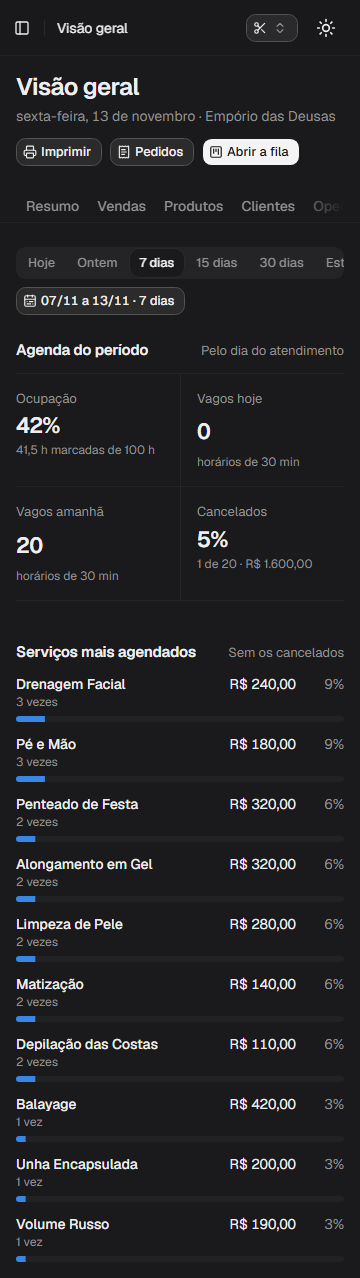 Visão geral
Visão geral
sexta-feira, 13 de novembro · Empório das Deusas
Imprimir Pedidos Abrir a fila
Resumo Vendas Produtos Clientes Ope
Hoje Ontem 7 dias 15 dias 30 dias Est
07/11 a 13/11 · 7 dias
Agenda do período Pelo dia do atendimento
Ocupação Vagos hoje
42% 0
41,5 h marcadas de 100 h horários de 30 min
Vagos amanhã Cancelados
20 5%
horários de 30 min 1 de 20 · R$ 1.600,00
Serviços mais agendados Sem os cancelados
Drenagem Facial R$ 240,00 9%
3 vezes
Pé e Mão R$ 180,00 9%
3 vezes
Penteado de Festa R$ 320,00 6%
2 vezes
Alongamento em Gel R$ 320,00 6%
2 vezes
Limpeza de Pele R$ 280,00 6%
2 vezes
Matização R$ 140,00 6%
2 vezes
Depilação das Costas R$ 110,00 6%
2 vezes
Balayage R$ 420,00 3%
1 vez
Unha Encapsulada R$ 200,00 3%
1 vez
Volume Russo R$ 190,00 3%
1 vez